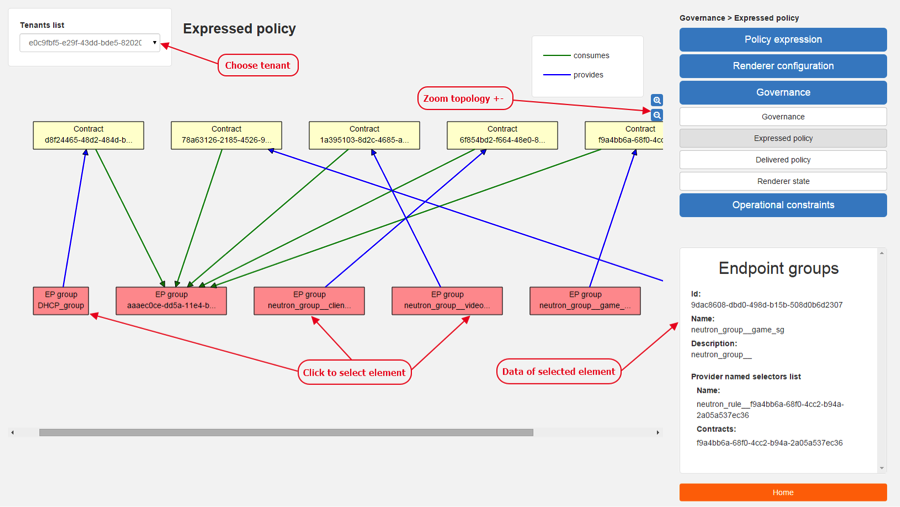 Tenants list
e0c9fbf5-e29f-43dd-bde5-8202
Choose tenant
Expressed policy
consumes
provides
Zoom topology +-
Contract
d8f24465-48d2-484d-b...
Contract
78a63126-2185-4526-9...
Contract
1a395103-8d2c-4685-a...
Contract
6f854bd2-f664-48e0-8...
Contract
f9a4bb6a-68f0-4cc
EP group
DHCP_group
EP group
aaaec0ce-dd5a-11e4-b...
EP group
neutron_group__clien...
EP group
neutron_group__video...
EP group
neutron_group__game_...
Click to select element
Data of selected element
Governance > Expressed policy
Policy expression
Renderer configuration
Governance
Governance
Expressed policy
Delivered policy
Renderer state
Operational constraints
Endpoint groups
Id:
9dac8608-dbd0-498d-b15b-508d0b6d2307
Name:
neutron_group__game_sg
Description:
neutron_group__
Provider named selectors list
Name:
neutron_rule__f9a4bb6a-68f0-4cc2-b94a-
2a05a537ec36
Contracts:
f9a4bb6a-68f0-4cc2-b94a-2a05a537ec36
Home